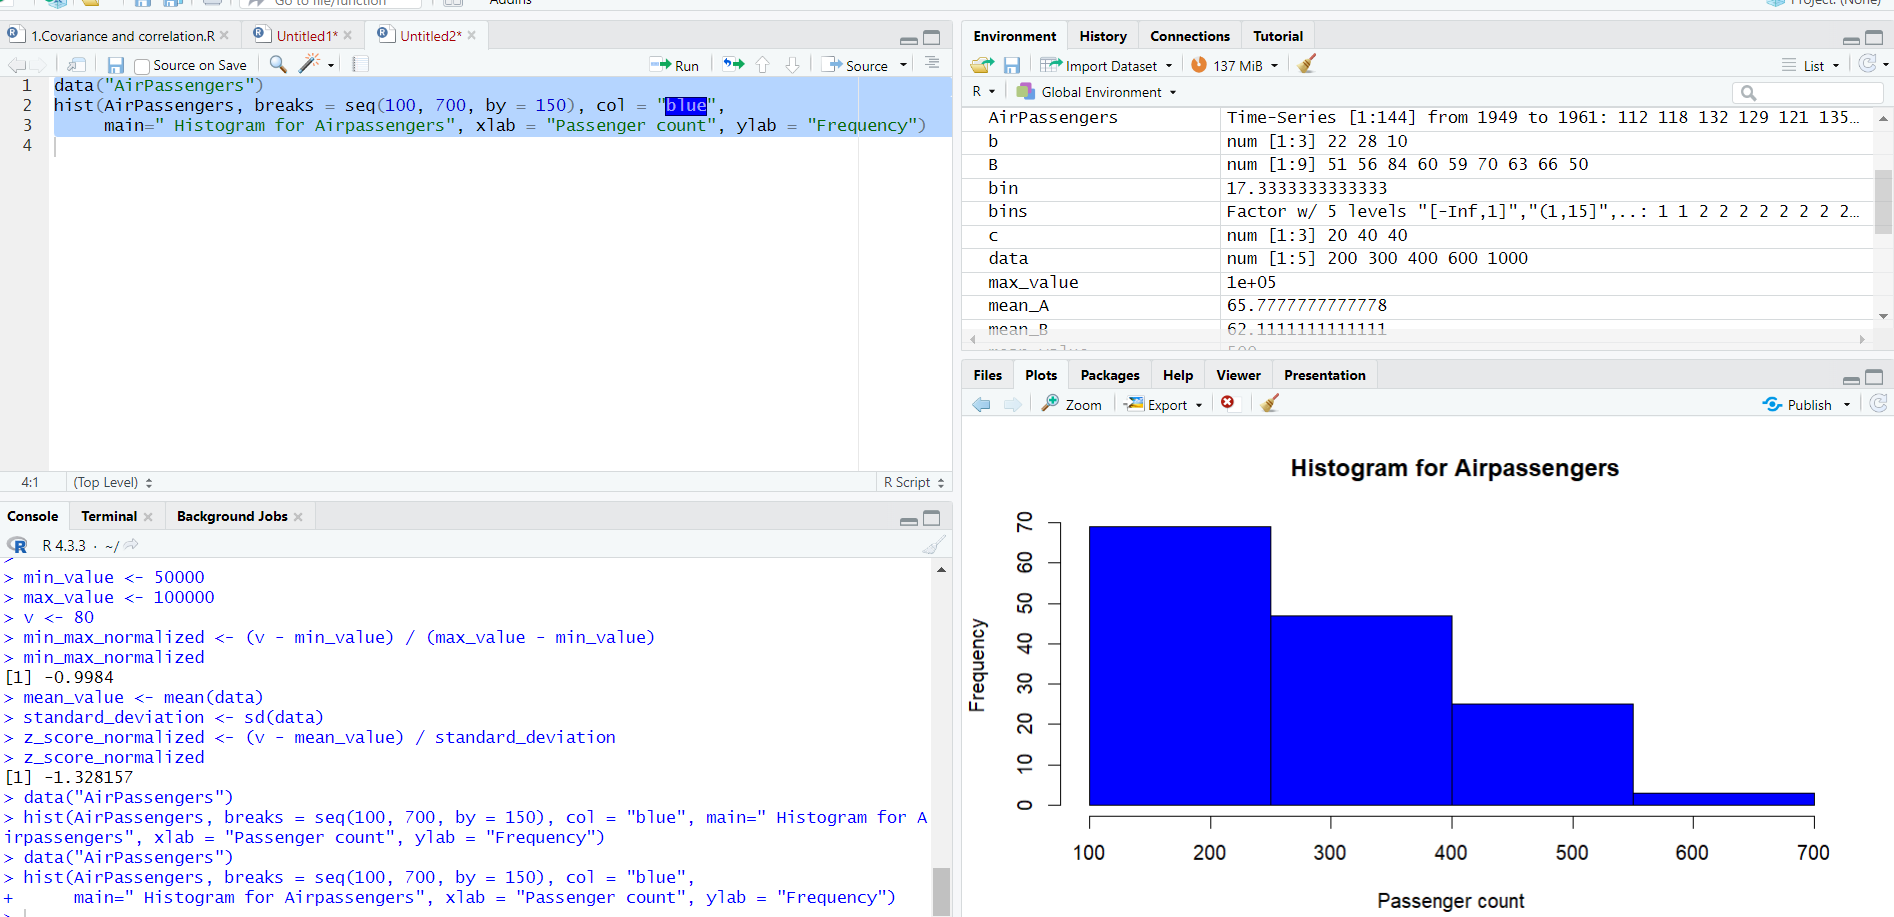 Go to file/function
Addins
Project: (None)
1.Covariance and correlation.R
Untitled1*
Untitled2*
Source on Save
Run
Source
1 data("AirPassengers")
2 hist(AirPassengers, breaks = seq(100, 700, by = 150), col = "blue",
3 main=" Histogram for Airpassengers", xlab = "Passenger count", ylab = "Frequency")
4
4:1
(Top Level)
R Script
Console
Terminal
Background Jobs
R 4.3.3 · ~/
> min_value <- 50000
> max_value <- 100000
> v <- 80
> min_max_normalized <- (v - min_value) / (max_value - min_value)
> min_max_normalized
[1] -0.9984
> mean_value <- mean(data)
> standard_deviation <- sd(data)
> z_score_normalized <- (v - mean_value) / standard_deviation
> z_score_normalized
[1] -1.328157
> data("AirPassengers")
> hist(AirPassengers, breaks = seq(100, 700, by = 150), col = "blue", main=" Histogram for A
irpassengers", xlab = "Passenger count", ylab = "Frequency")
> data("AirPassengers")
> hist(AirPassengers, breaks = seq(100, 700, by = 150), col = "blue",
+ main=" Histogram for Airpassengers", xlab = "Passenger count", ylab = "Frequency")
>
Environment
History
Connections
Tutorial
Import Dataset
137 MiB
List
R
Global Environment
AirPassengers Time-Series [1:144] from 1949 to 1961: 112 118 132 129 121 135…
b num [1:3] 22 28 10
B num [1:9] 51 56 84 60 59 70 63 66 50
bin 17.3333333333333
bins Factor w/ 5 levels "[-Inf,1]","(1,15]",..: 1 1 2 2 2 2 2 2 2 2…
c num [1:3] 20 40 40
data num [1:5] 200 300 400 600 1000
max_value 1e+05
mean_A 65.7777777777778
mean_B 62.1111111111111
Files
Plots
Packages
Help
Viewer
Presentation
Zoom
Export
Publish
Histogram for Airpassengers
Frequency
70
60
50
40
30
20
10
0
100 200 300 400 500 600 700
Passenger count